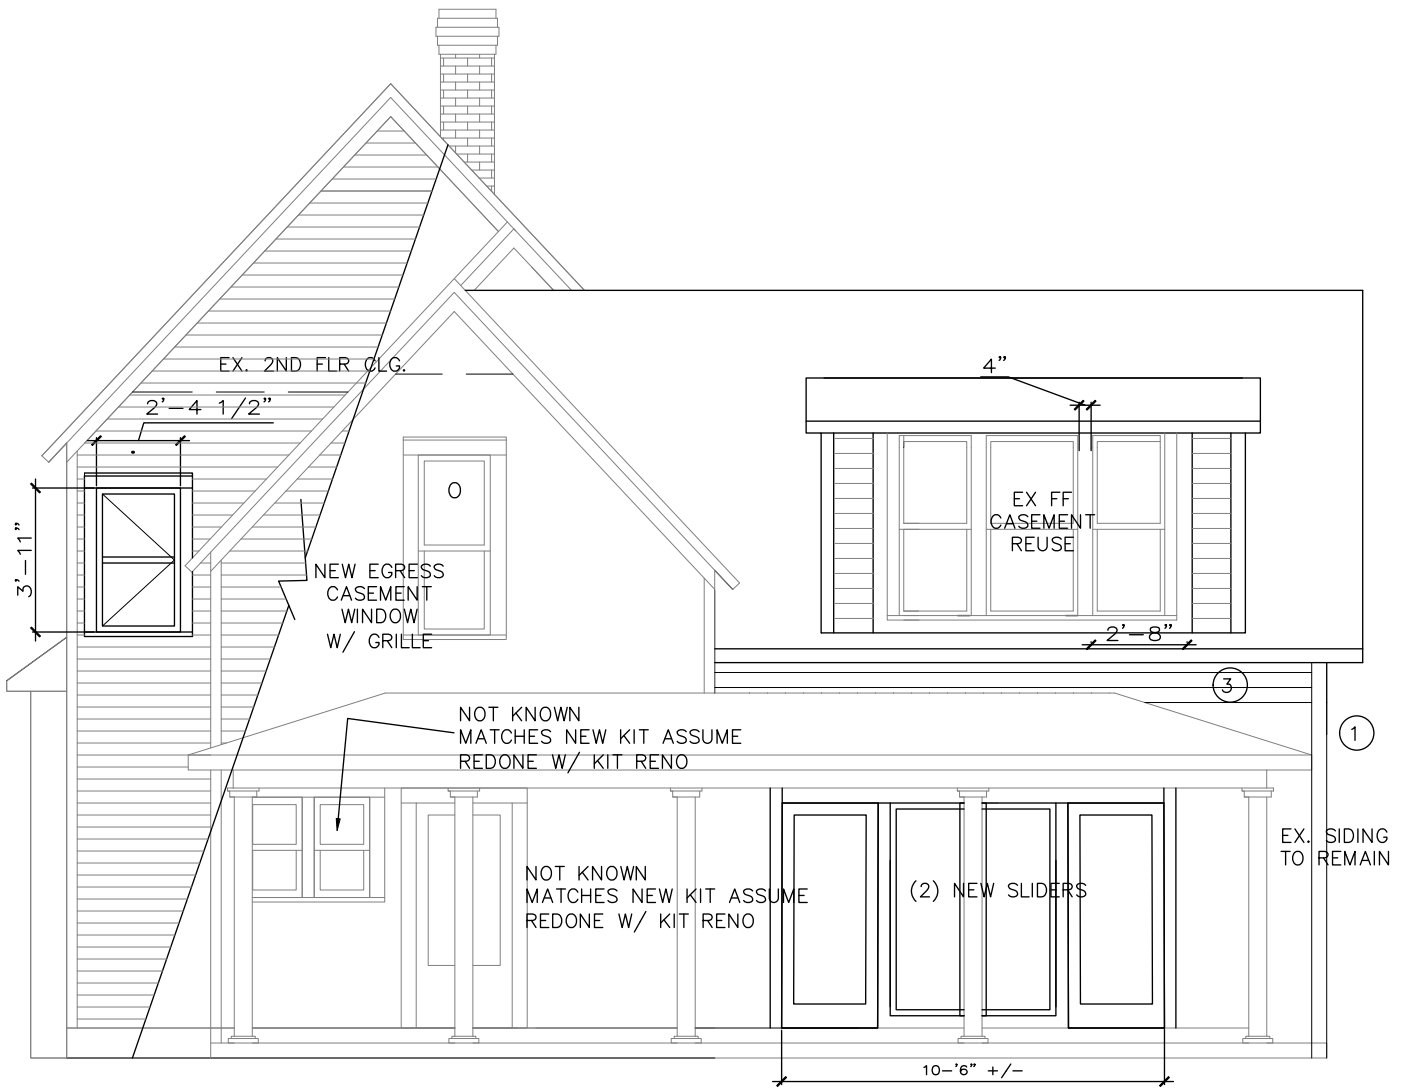 EX. 2ND FLR CLG.
4"
2'-4 1/2"
O
EX FF
CASEMENT
REUSE
3'-11"
NEW EGRESS
CASEMENT
WINDOW
W/ GRILLE
2'-8"
3
NOT KNOWN
MATCHES NEW KIT ASSUME
REDONE W/ KIT RENO
1
EX. SIDING
TO REMAIN
NOT KNOWN
MATCHES NEW KIT ASSUME
REDONE W/ KIT RENO
(2) NEW SLIDERS
10-'6" +/-